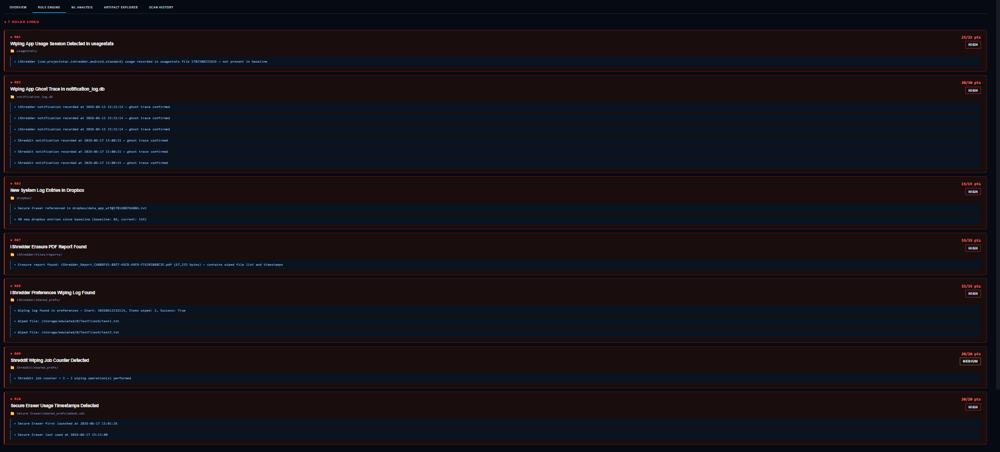 OVERVIEW
RULE ENGINE
ML ANALYSIS
ARTIFACT EXPLORER
SCAN HISTORY
● 7 RULES FIRED
● R01
Wiping App Usage Session Detected in usagestats
usagestats/
▸ iShredder (com.projectstar.ishredder.android.standard) usage recorded in usagestats file 1781508222624 — not present in baseline
25/25 pts
HIGH
● R02
Wiping App Ghost Trace in notification_log.db
notification_log.db
▸ iShredder notification recorded at 2026-06-15 15:21:14 — ghost trace confirmed
▸ iShredder notification recorded at 2026-06-15 15:21:14 — ghost trace confirmed
▸ iShredder notification recorded at 2026-06-15 15:21:14 — ghost trace confirmed
▸ Shreddit notification recorded at 2026-06-17 15:00:15 — ghost trace confirmed
▸ Shreddit notification recorded at 2026-06-17 15:00:15 — ghost trace confirmed
▸ Shreddit notification recorded at 2026-06-17 15:00:15 — ghost trace confirmed
30/30 pts
HIGH
● R03
New System Log Entries in Dropbox
dropbox/
▸ Secure Eraser referenced in dropbox/data_app_wtf@1781688766886.txt
▸ 40 new dropbox entries since baseline (baseline: 84, current: 124)
15/15 pts
HIGH
● R07
iShredder Erasure PDF Report Found
iShredder/files/reports/
▸ Erasure report found: (67,233 bytes) — contains wiped file list and timestamps
35/35 pts
HIGH
● R08
iShredder Preferences Wiping Log Found
iShredder/shared_prefs/
▸ Wiping log found in preferences — Start: 20260615152114, Items wiped: 2, Success: True
▸ Wiped file: /storage/emulated/0/TestFiles6/test1.txt
▸ Wiped file: /storage/emulated/0/TestFiles6/test2.txt
35/35 pts
HIGH
● R09
Shreddit Wiping Job Counter Detected
Shreddit/shared_prefs/
▸ Shreddit job counter = — 2 wiping operation(s) performed
20/20 pts
MEDIUM
● R10
Secure Eraser Usage Timestamps Detected
Secure Eraser/shared_prefs/admob.xml
▸ Secure Eraser first launched at 2026-06-17 15:01:26
▸ Secure Eraser last used at 2026-06-17 15:15:00
20/20 pts
HIGH